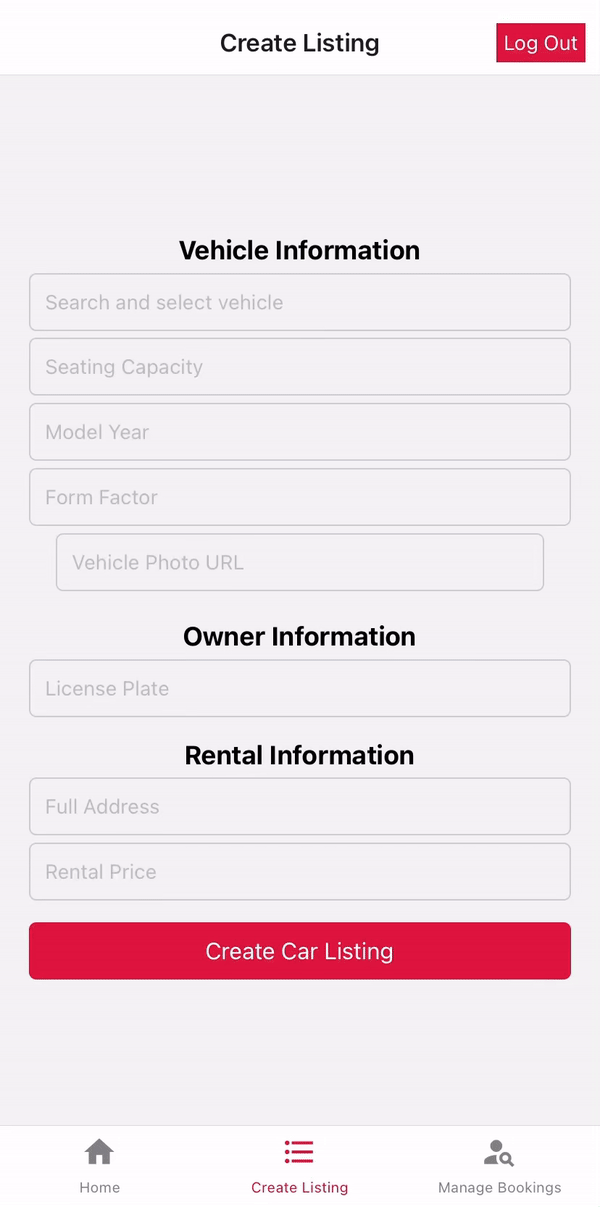 Create Listing
Log Out
Vehicle Information
Search and select vehicle
Seating Capacity
Model Year
Form Factor
Vehicle Photo URL
Owner Information
License Plate
Rental Information
Full Address
Rental Price
Create Car Listing
Home
Create Listing
Manage Bookings